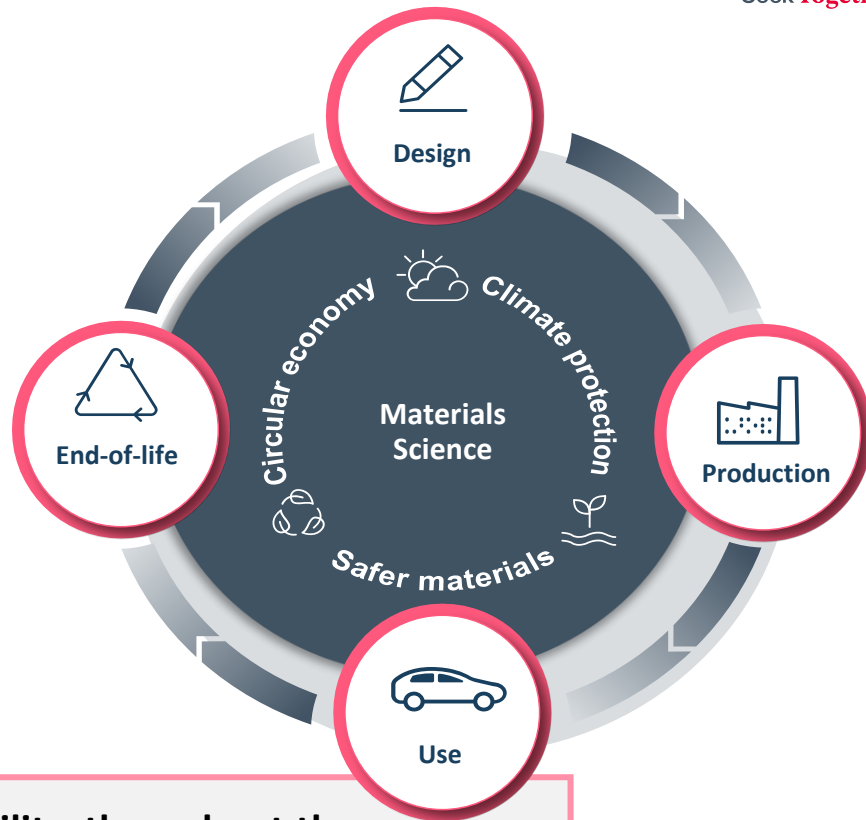 Design
Circular economy
Climate protection
Materials
Science
End-of-life
Production
Safer materials
Use